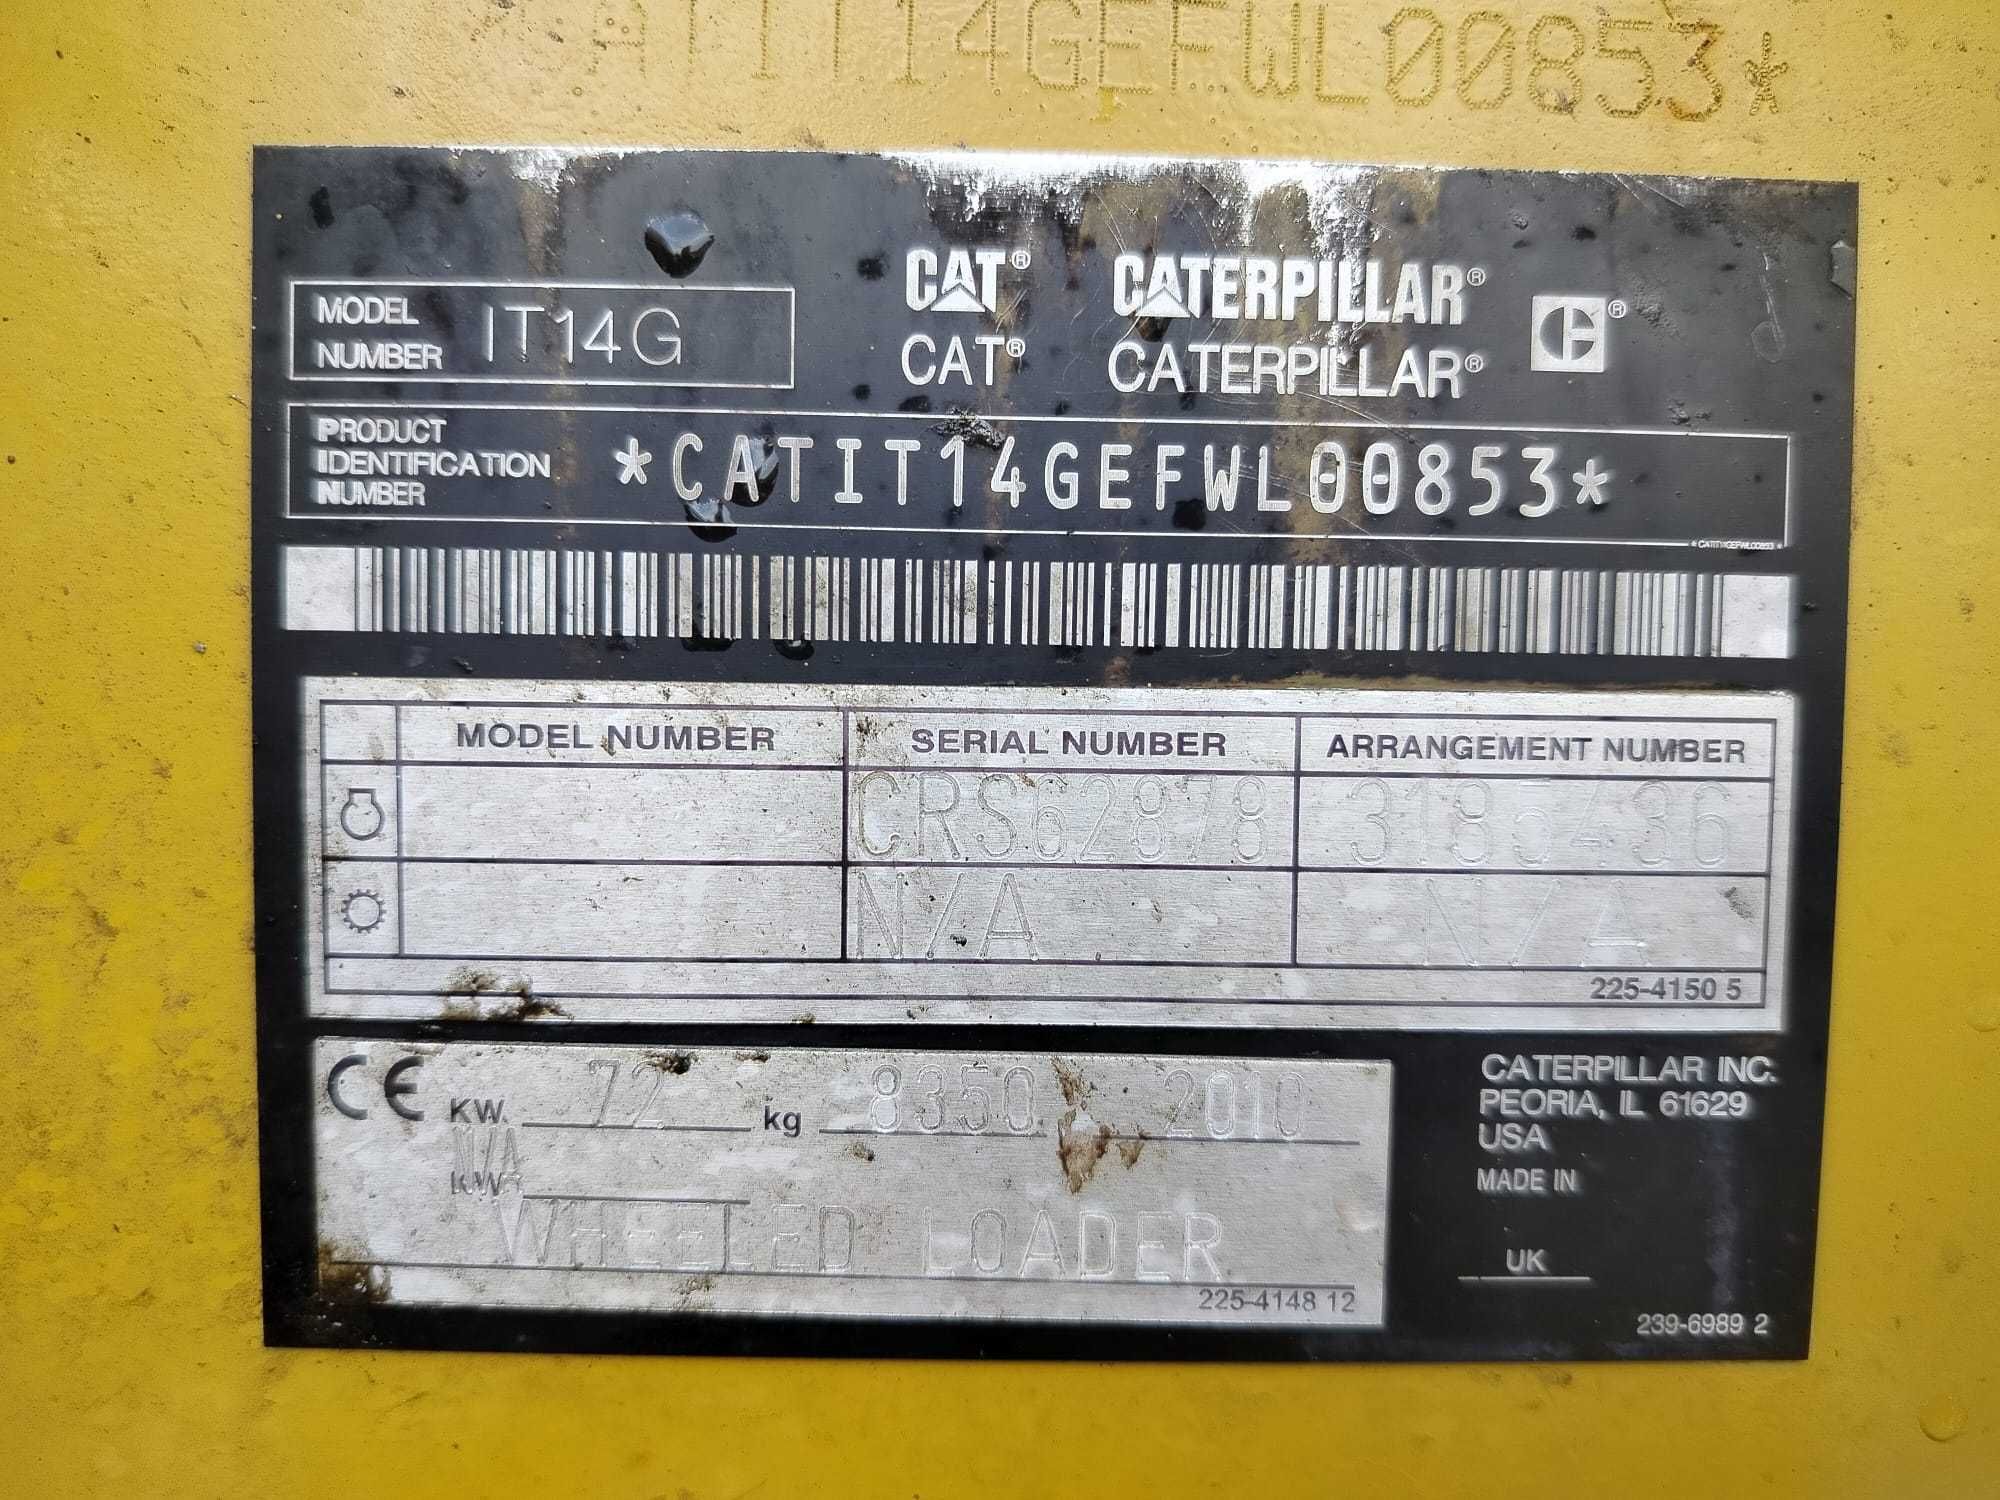 ATIT14GEFWL00853*
CAT® CATERPILLAR®
MODEL NUMBER IT14G
CAT® CATERPILLAR®
PRODUCT IDENTIFICATION NUMBER *CATIT14GEFWL00853*
*CATIT14GEFWL00853*
MODEL NUMBER SERIAL NUMBER ARRANGEMENT NUMBER
CRS62878 3185436
N/A N/A
225-4150 5
CE KW. 72 kg 8350 2010
N/A
KW
WHEELED LOADER
225-4148 12
CATERPILLAR INC.
PEORIA, IL 61629
USA
MADE IN
UK
239-6989 2